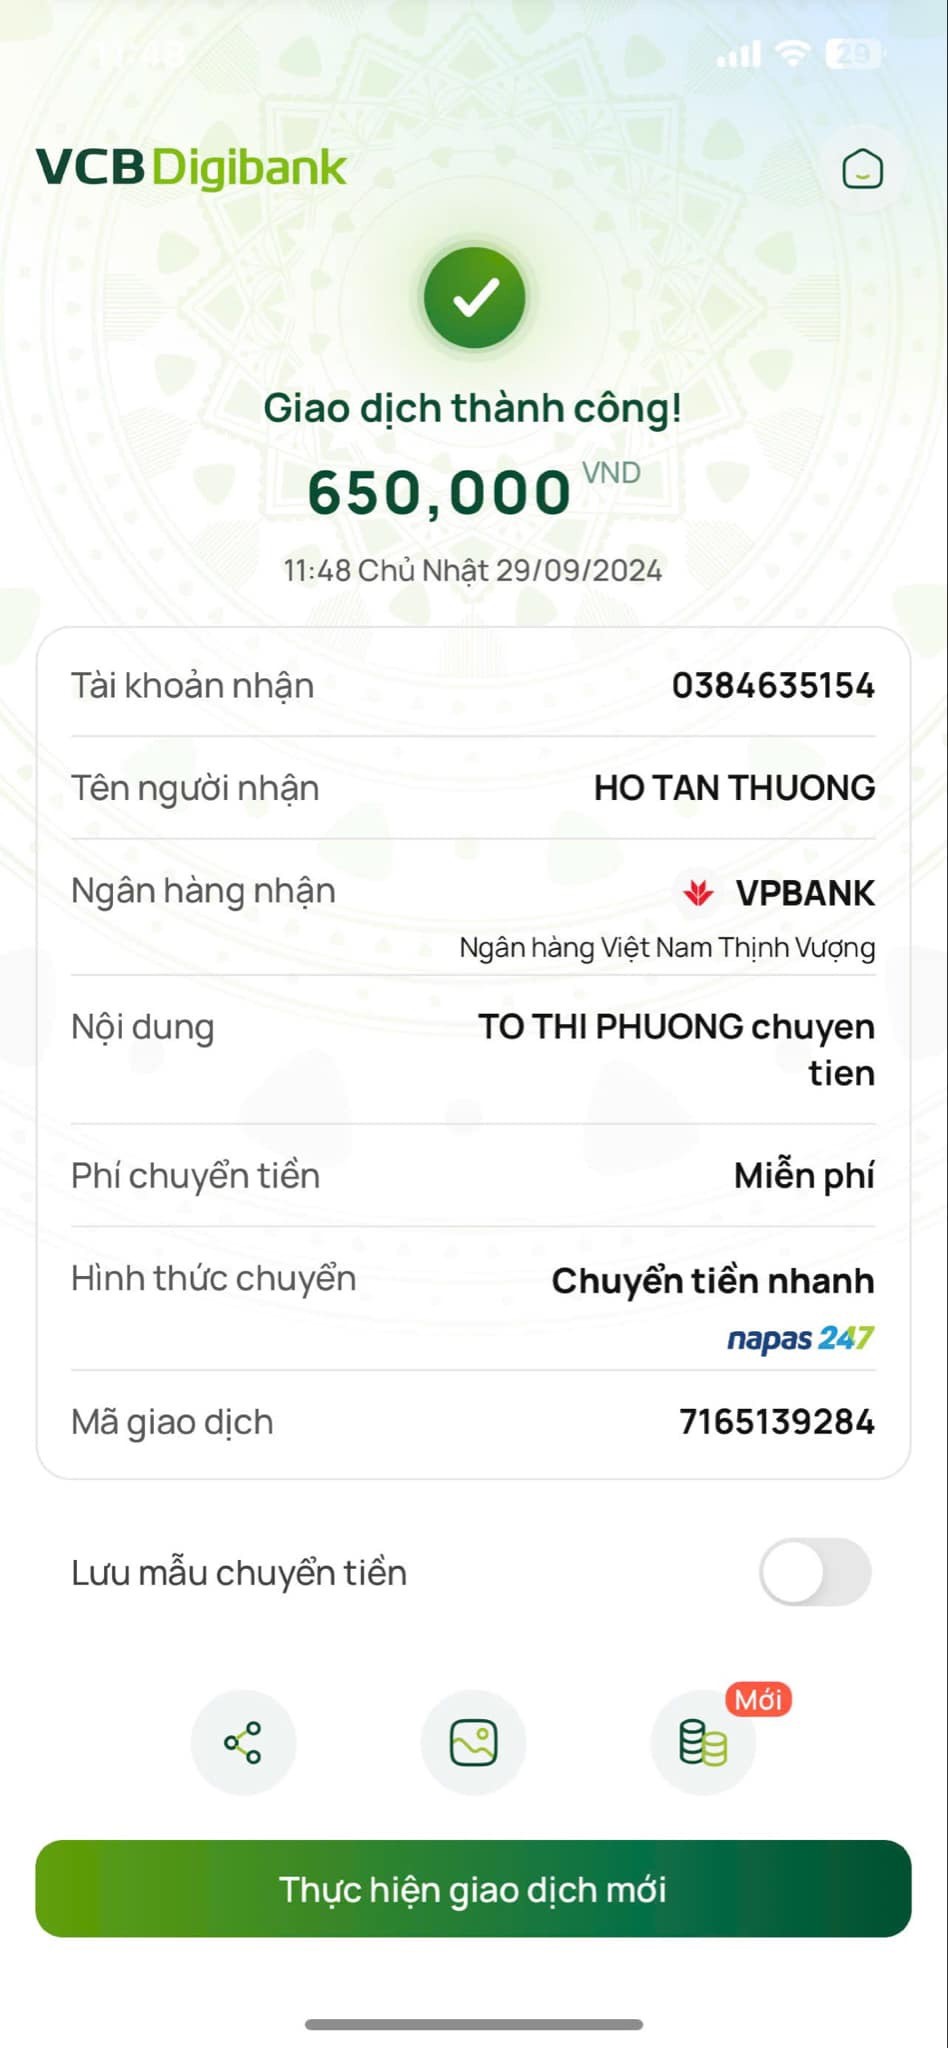 11:48
29
VCB Digibank
Giao dịch thành công!
650,000 VND
11:48 Chủ Nhật 29/09/2024
Tài khoản nhận 0384635154
Tên người nhận HO TAN THUONG
Ngân hàng nhận VPBANK
Ngân hàng Việt Nam Thịnh Vượng
Nội dung TO THI PHUONG chuyen
tien
Phí chuyển tiền Miễn phí
Hình thức chuyển Chuyển tiền nhanh
napas 247
Mã giao dịch 7165139284
Lưu mẫu chuyển tiền
Mới
Thực hiện giao dịch mới